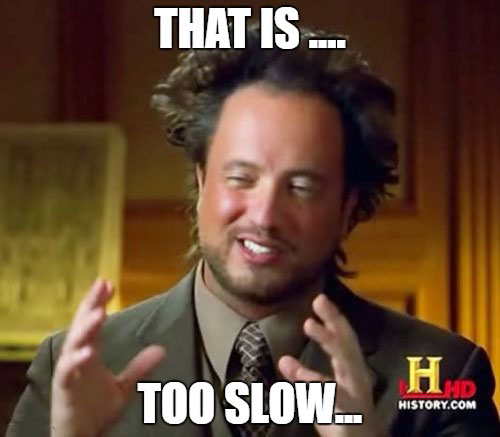 THAT IS ....
H HD
HISTORY.COM
TOO SLOW...